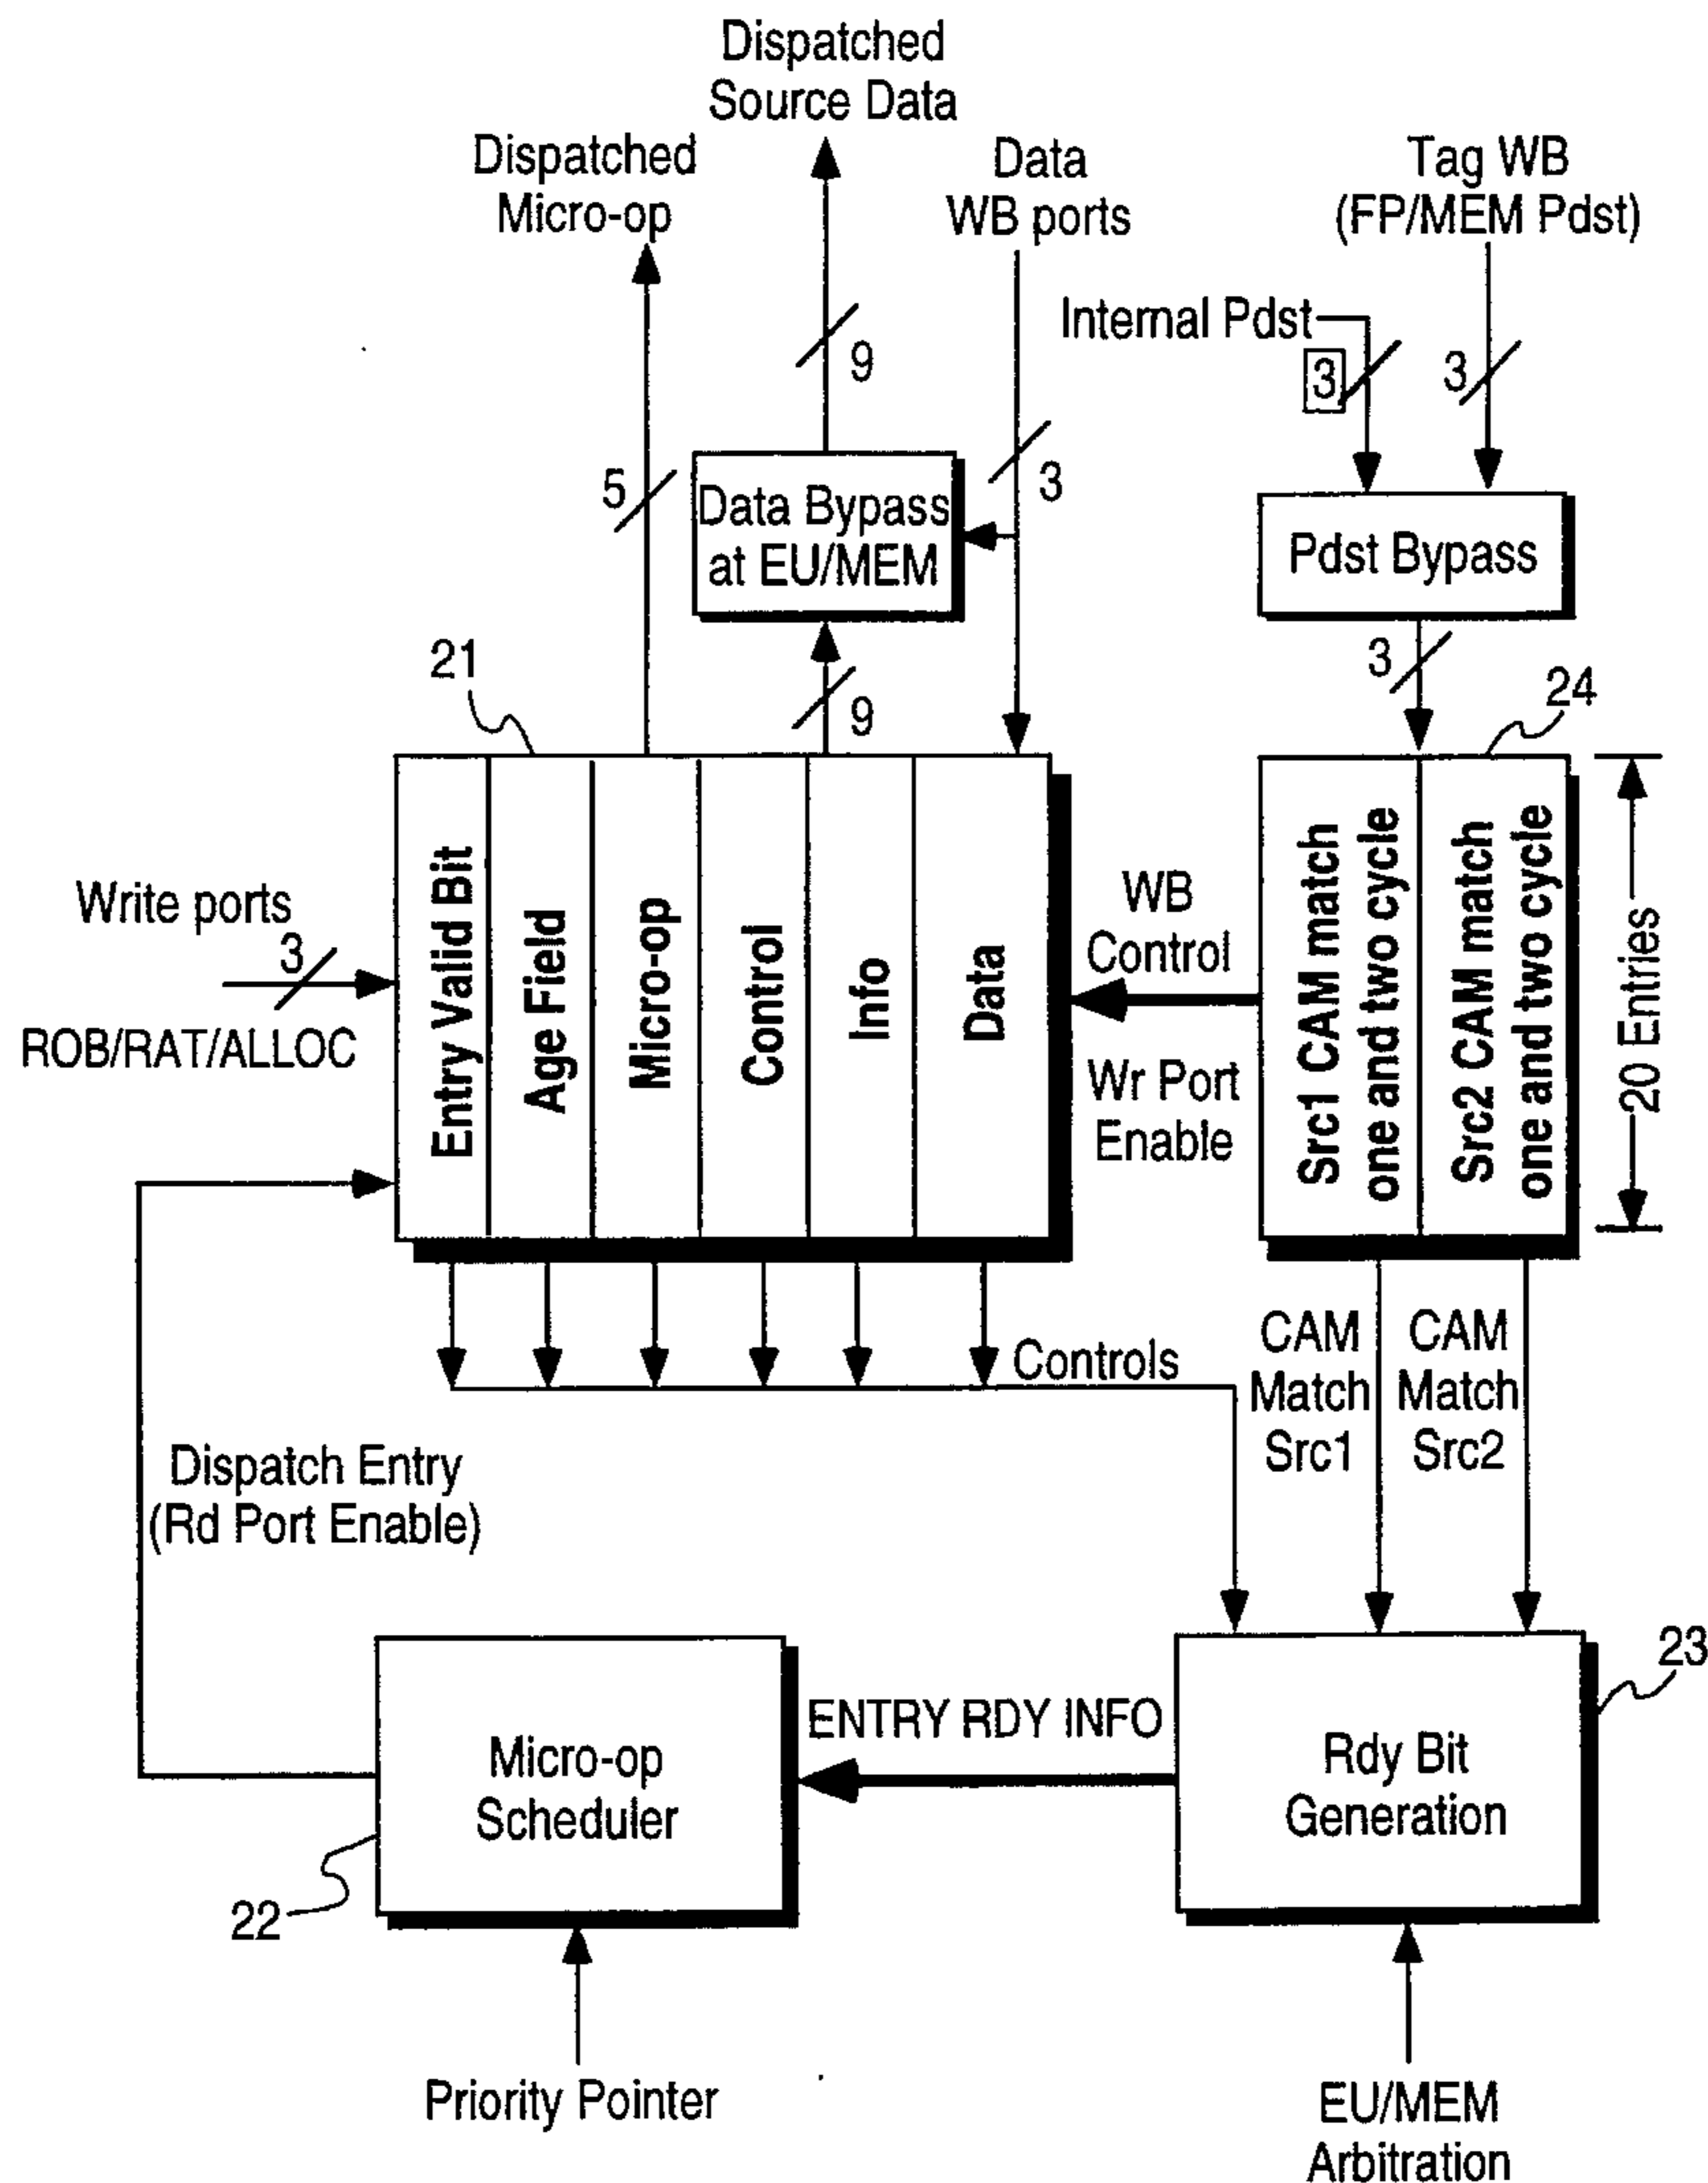 Dispatched
Source Data
Dispatched
Micro-op
Data
WB ports
Tag WB
(FP/MEM Pdst)
Internal Pdst
9
3
3
5
3
Data Bypass
at EU/MEM
Pdst Bypass
21
9
3
24
Write ports
3
ROB/RAT/ALLOC
Entry Valid Bit
Age Field
Micro-op
Control
Info
Data
WB
Control
Wr Port
Enable
Src1 CAM match
one and two cycle
Src2 CAM match
one and two cycle
20 Entries
Controls
CAM
Match
Src1
CAM
Match
Src2
Dispatch Entry
(Rd Port Enable)
23
ENTRY RDY INFO
Micro-op
Scheduler
Rdy Bit
Generation
22
Priority Pointer
EU/MEM
Arbitration